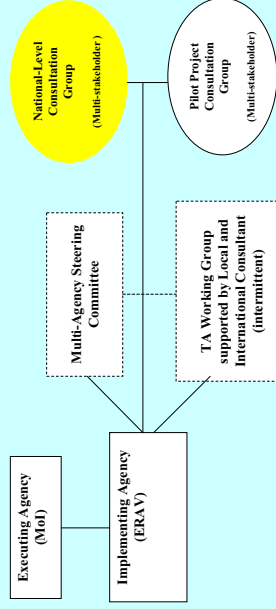 Executing Agency
(MoI)
Implementing Agency
(ERAV)
Multi-Agency Steering
Committee
TA Working Group
supported by Local and
International Consultant
(intermittent)
National-Level
Consultation
Group
(Multi-stakeholder)
Pilot Project
Consultation
Group
(Multi-stakeholder)